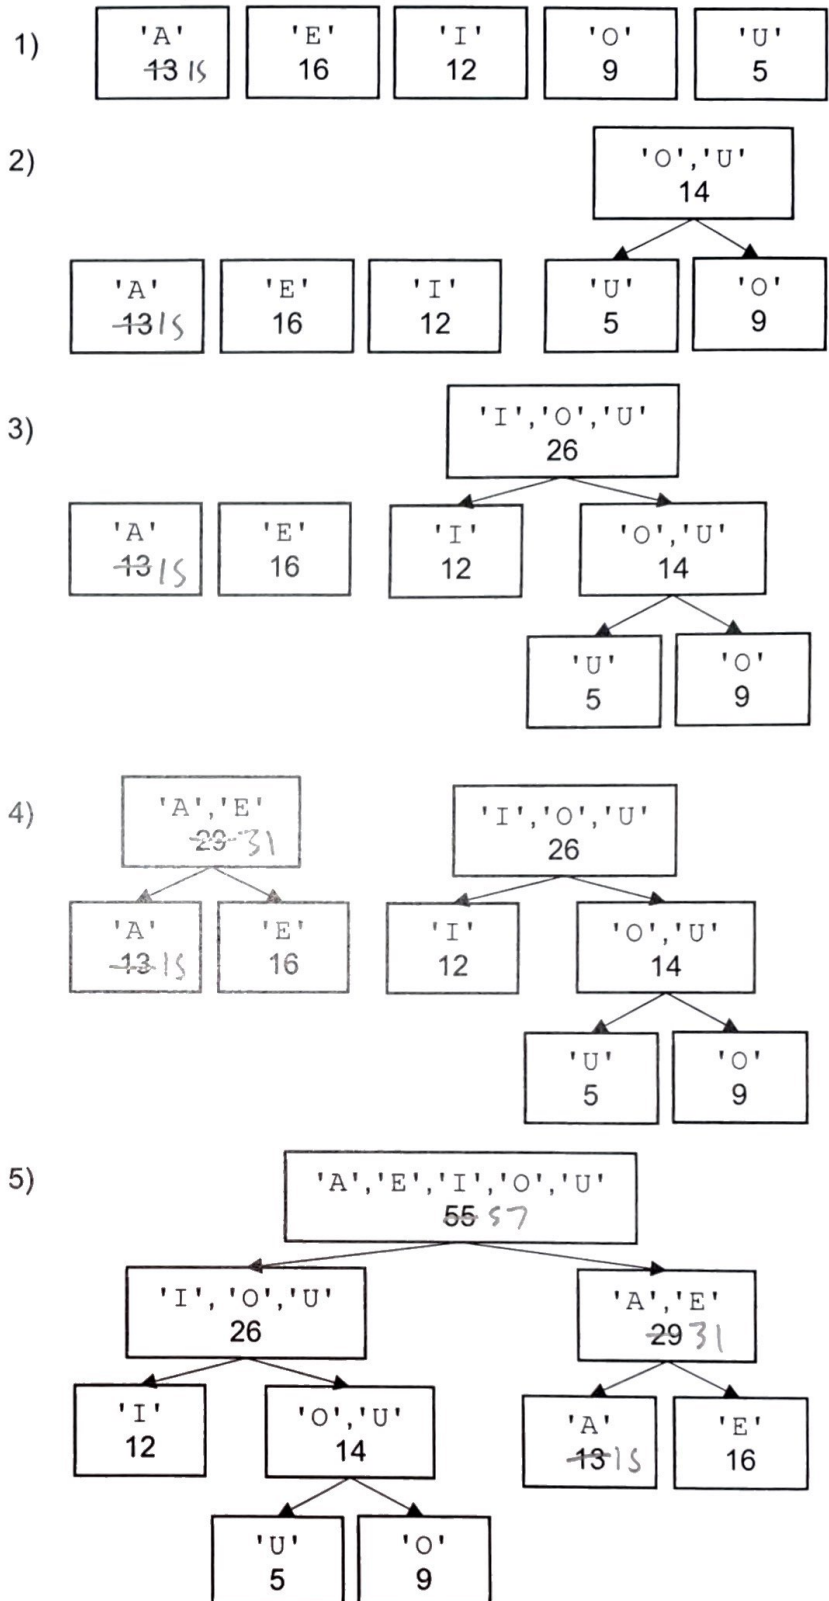 1)
'A' 'E' 'I' 'O' 'U'
13 15 16 12 9 5
2)
'O','U'
14
'A' 'E' 'I' 'U' 'O'
13 15 16 12 5 9
3)
'I','O','U'
26
'A' 'E' 'I' 'O','U'
13 15 16 12 14
'U' 'O'
5 9
4)
'A','E' 'I','O','U'
29 31 26
'A' 'E' 'I' 'O','U'
13 15 16 12 14
'U' 'O'
5 9
5)
'A','E','I','O','U'
55 57
'I','O','U' 'A','E'
26 29 31
'I' 'O','U' 'A' 'E'
12 14 13 15 16
'U' 'O'
5 9